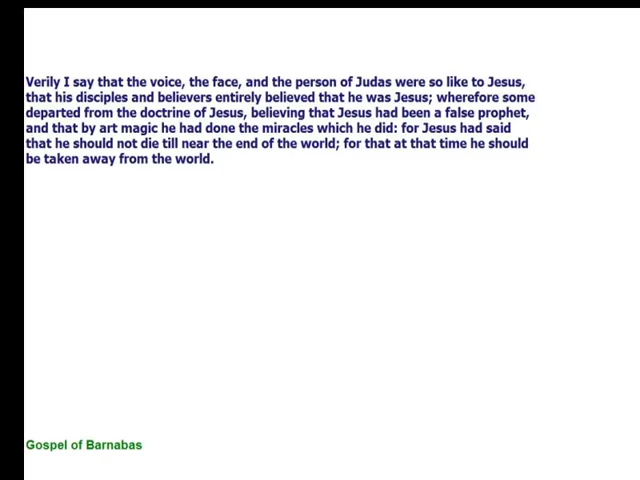 Verily I say that the voice, the face, and the person of Judas were so like to Jesus,
that his disciples and believers entirely believed that he was Jesus; wherefore some
departed from the doctrine of Jesus, believing that Jesus had been a false prophet,
and that by art magic he had done the miracles which he did: for Jesus had said
that he should not die till near the end of the world; for that at that time he should
be taken away from the world.
Gospel of Barnabas